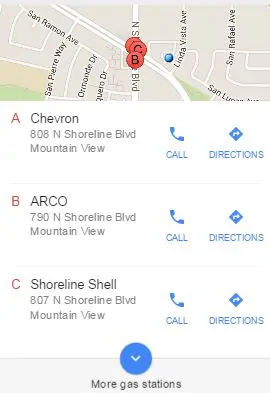 San Ramon Ave
San Pierre Way
Ormonde Dr
quero Dr
N S
Blvd
Linda Vista Ave
San Rafael Ave
San Lu
Ave
C
B
A Chevron
808 N Shoreline Blvd
Mountain View
CALL
DIRECTIONS
B ARCO
790 N Shoreline Blvd
Mountain View
CALL
DIRECTIONS
C Shoreline Shell
807 N Shoreline Blvd
Mountain View
CALL
DIRECTIONS
More gas stations